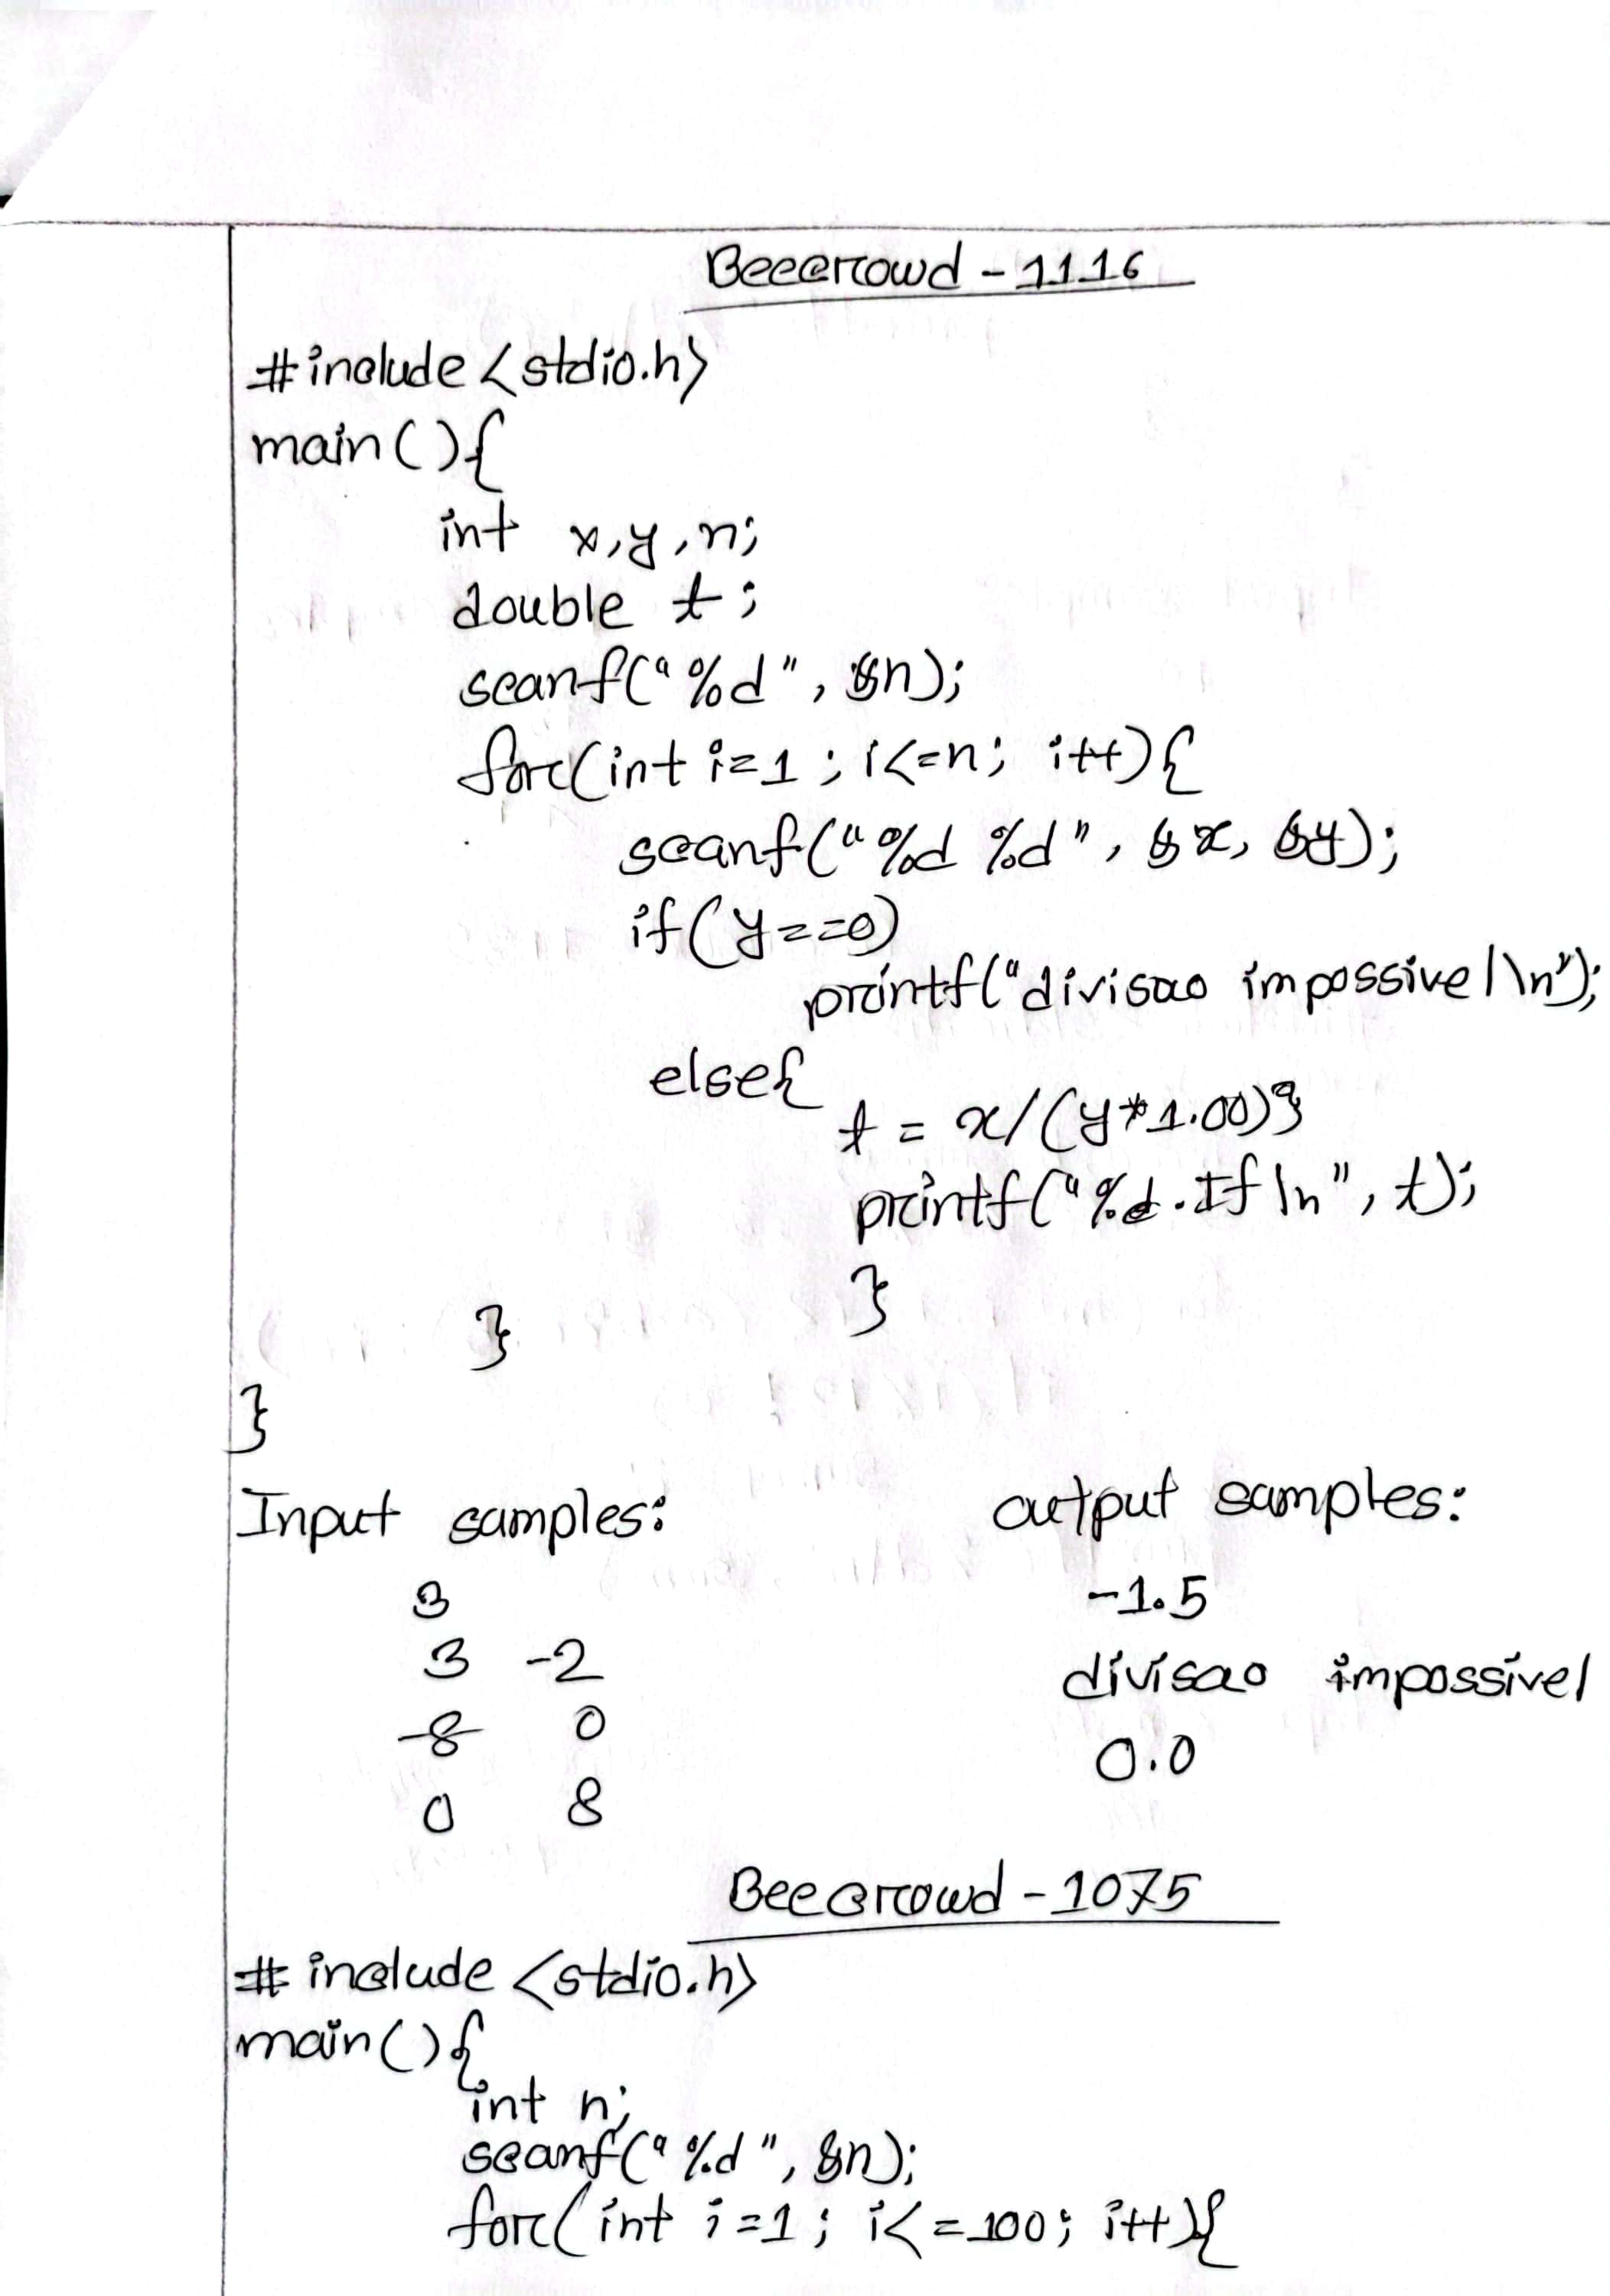 Beecrowd - 1116
#include <stdio.h>
main(){
int x,y,n;
double t;
scanf("%d", &n);
for(int i=1; i<=n; i++){
scanf("%d %d", &x, &y);
if(y==0)
printf("divisao impossivel\n");
else{
t = x/(y*1.00);
printf("%d.1f\n", t);
}
}
}
Input samples: output samples:
3 -1.5
3 -2 divisao impossivel
-8 0 0.0
0 8
Beecrowd - 1075
#include <stdio.h>
main(){
int n;
scanf("%d", &n);
for(int i=1; i<=100; i++){